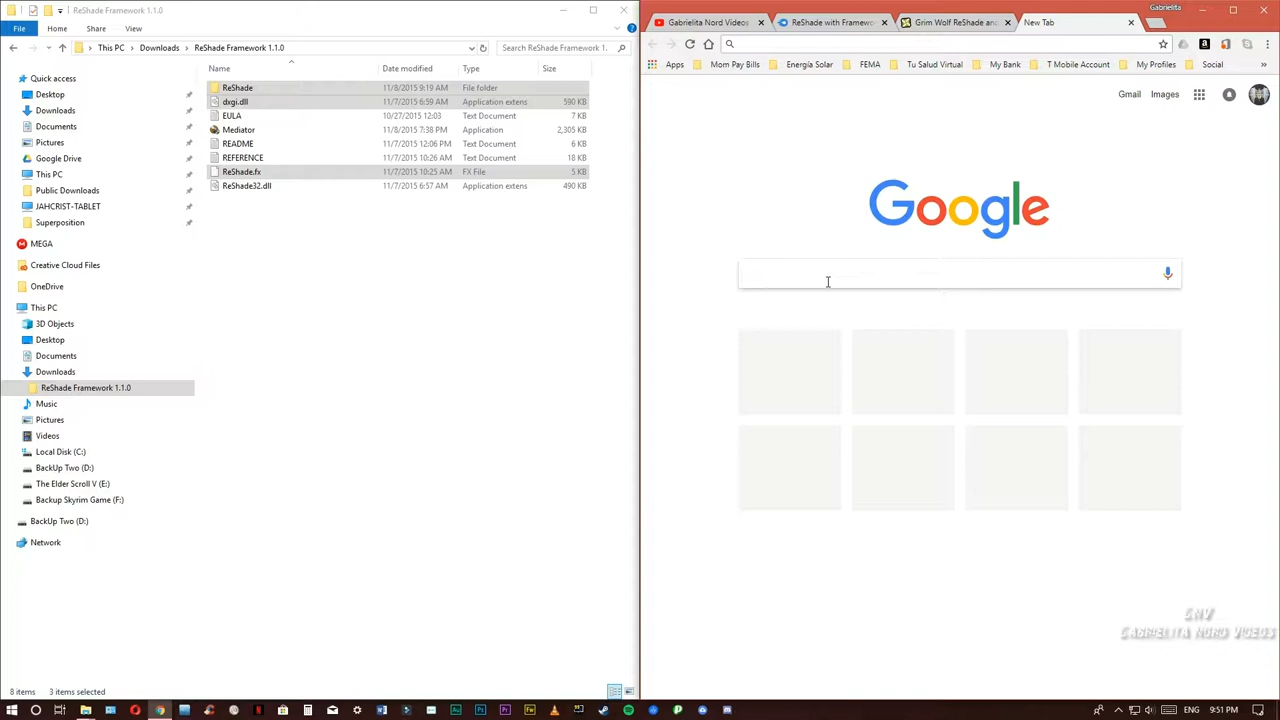 ReShade Framework 1.1.0
File Home Share View
This PC Downloads ReShade Framework 1.1.0 Search ReShade Framework 1.
Name Date modified Type Size
Quick access
Desktop
Downloads
Documents
Pictures
Google Drive
This PC
Public Downloads
JAHCRIST-TABLET
Superposition
MEGA
Creative Cloud Files
OneDrive
This PC
3D Objects
Desktop
Documents
Downloads
ReShade Framework 1.1.0
Music
Pictures
Videos
Local Disk (C:)
BackUp Two (D:)
The Elder Scroll V (E:)
Backup Skyrim Game (F:)
BackUp Two (D:)
Network
ReShade 11/8/2015 9:19 AM File folder
dxgi.dll 11/7/2015 6:59 AM Application extens 590 KB
EULA 10/27/2015 12:03 Text Document 7 KB
Mediator 11/8/2015 7:38 PM Application 2,305 KB
README 11/7/2015 12:06 PM Text Document 6 KB
REFERENCE 11/7/2015 10:26 AM Text Document 18 KB
ReShade.fx 11/7/2015 10:25 AM FX File 5 KB
ReShade32.dll 11/7/2015 6:57 AM Application extens 490 KB
8 items 3 items selected
Gabrielita
Gabrielita Nord Videos ReShade with Framew Grim Wolf ReShade an New Tab
Apps Mom Pay Bills Energía Solar FEMA Tu Salud Virtual My Bank T Mobile Account My Profiles Social »
Gmail Images
Google
GNV
GABRIELITA NORD VIDEOS
ENG 9:51 PM